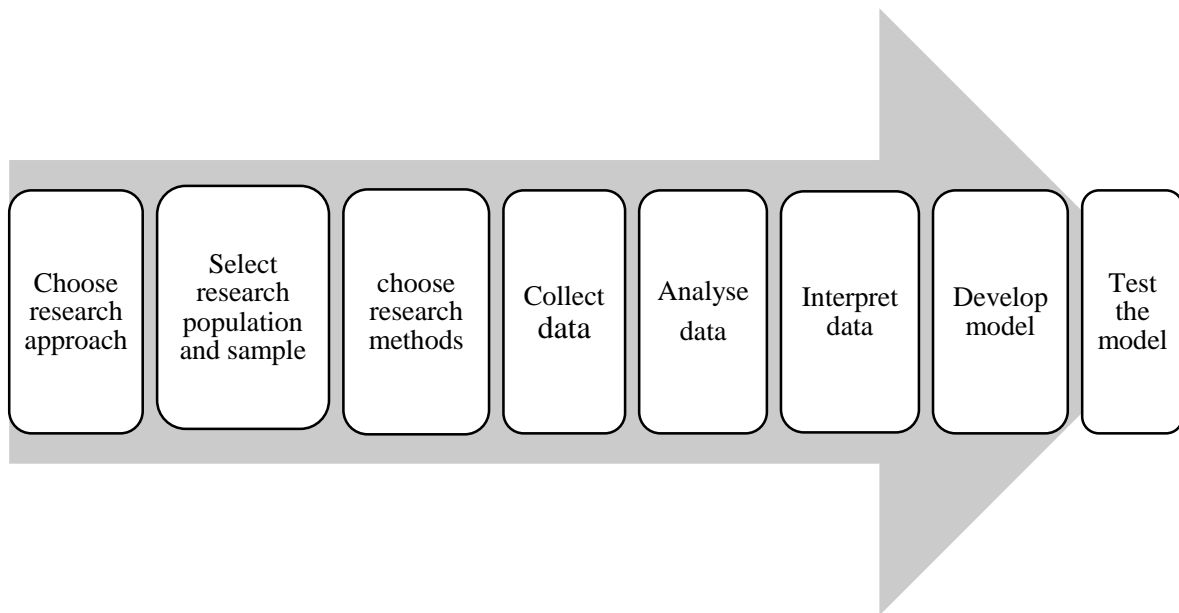 Choose
research
approach
Select
research
population
and sample
choose
research
methods
Collect
data
Analyse
data
Interpret
data
Develop
model
Test
the
model